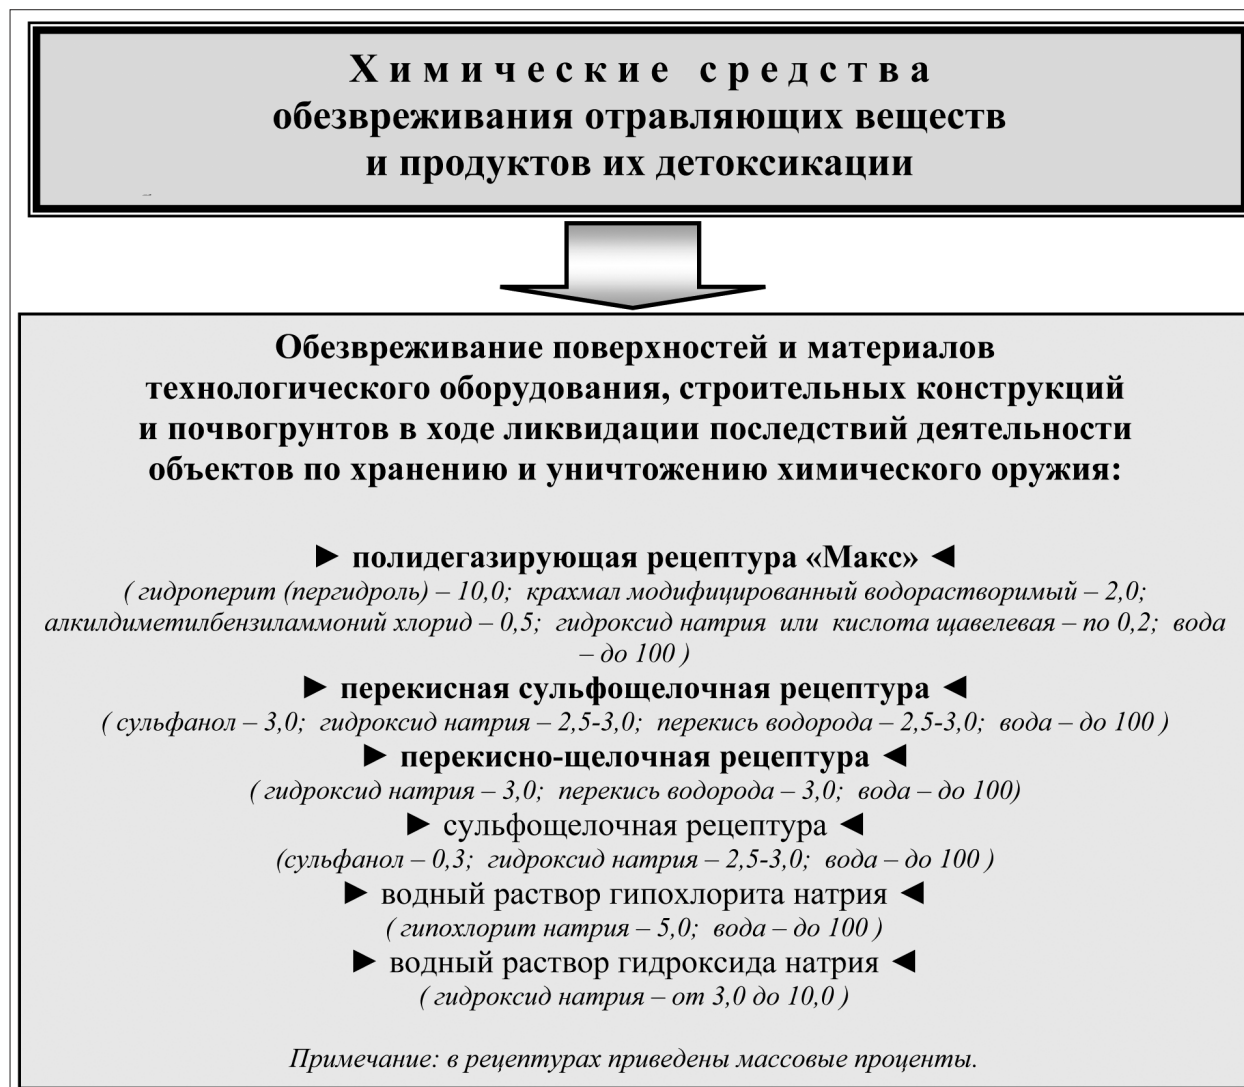 Химические средства
обезвреживания отравляющих веществ
и продуктов их детоксикации
Обезвреживание поверхностей и материалов
технологического оборудования, строительных конструкций
и почвогрунтов в ходе ликвидации последствий деятельности
объектов по хранению и уничтожению химического оружия:
► полидегазирующая рецептура «Макс» ◄
( гидроперит (пергидроль) – 10,0; крахмал модифицированный водорастворимый – 2,0;
алкилдиметилбензиламмоний хлорид – 0,5; гидроксид натрия или кислота щавелевая – по 0,2; вода
– до 100 )
► перекисная сульфощелочная рецептура ◄
( сульфанол – 3,0; гидроксид натрия – 2,5-3,0; перекись водорода – 2,5-3,0; вода – до 100 )
► перекисно-щелочная рецептура ◄
( гидроксид натрия – 3,0; перекись водорода – 3,0; вода – до 100)
► сульфощелочная рецептура ◄
(сульфанол – 0,3; гидроксид натрия – 2,5-3,0; вода – до 100 )
► водный раствор гипохлорита натрия ◄
( гипохлорит натрия – 5,0; вода – до 100 )
► водный раствор гидроксида натрия ◄
( гидроксид натрия – от 3,0 до 10,0 )
Примечание: в рецептурах приведены массовые проценты.